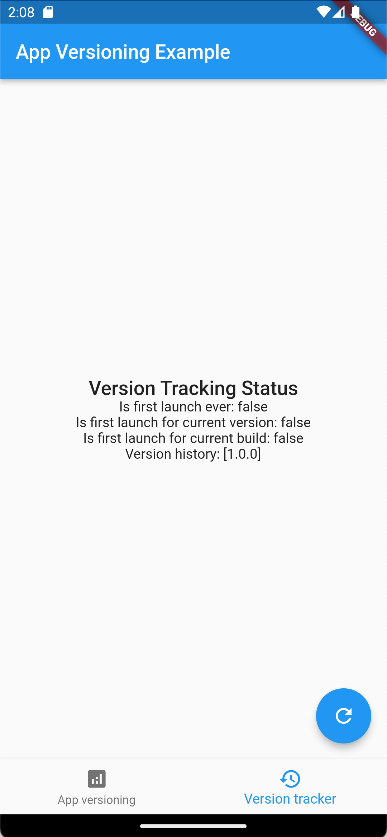 2:08
DEBUG
App Versioning Example
Version Tracking Status
Is first launch ever: false
Is first launch for current version: false
Is first launch for current build: false
Version history: [1.0.0]
App versioning
Version tracker